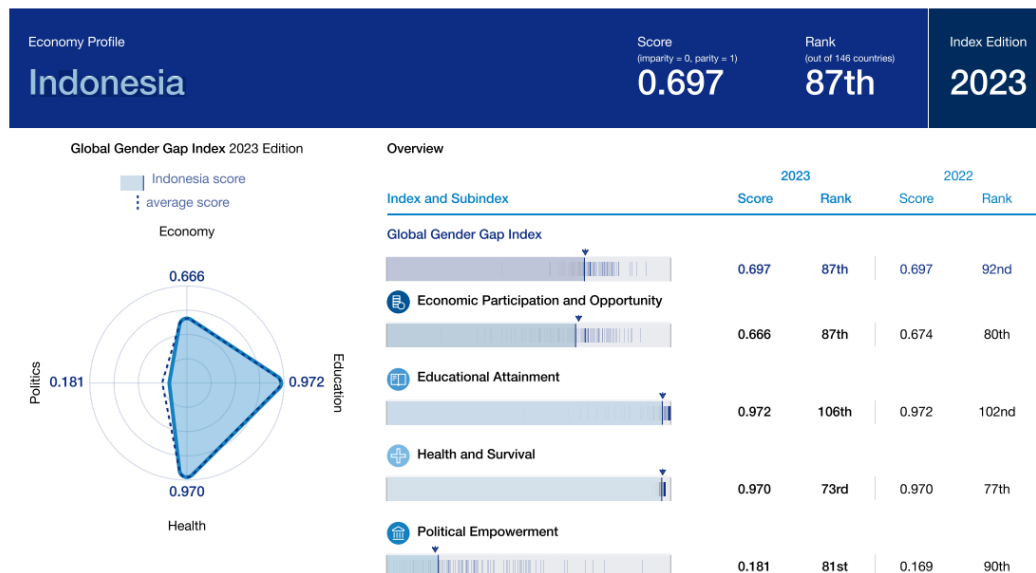 Economy Profile
Indonesia
Score
(imparity = 0, parity = 1)
0.697
Rank
(out of 146 countries)
87th
Index Edition
2023
Global Gender Gap Index 2023 Edition
Indonesia score
average score
Economy
0.666
Politics
0.181
Education
0.972
0.970
Health
Overview
2023 2022
Index and Subindex Score Rank Score Rank
Global Gender Gap Index
0.697 87th 0.697 92nd
Economic Participation and Opportunity
0.666 87th 0.674 80th
Educational Attainment
0.972 106th 0.972 102nd
Health and Survival
0.970 73rd 0.970 77th
Political Empowerment
0.181 81st 0.169 90th